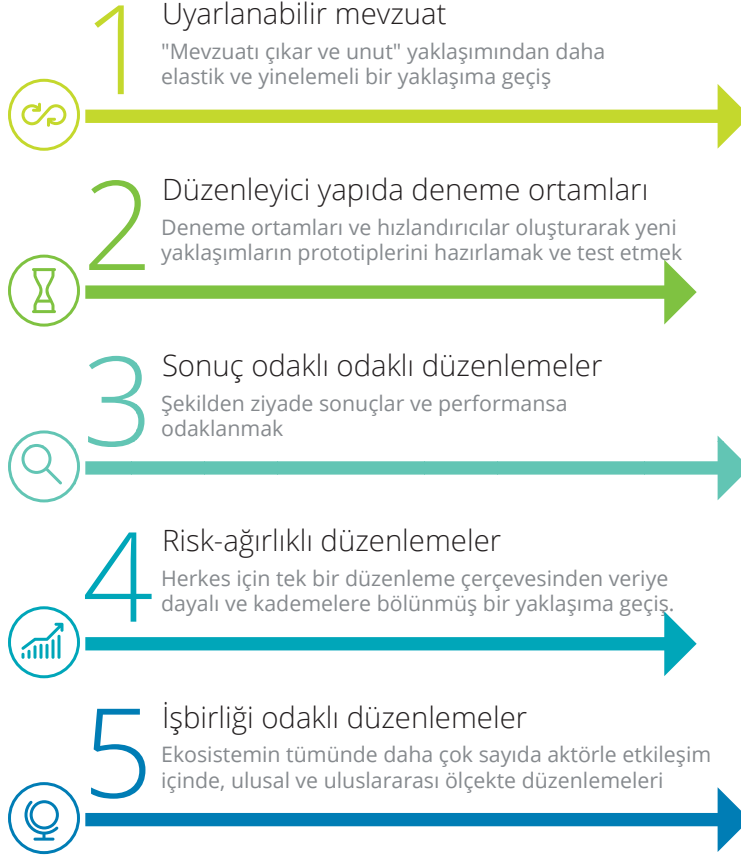 1
Uyarlanabilir mevzuat
"Mevzuatı çıkar ve unut" yaklaşımından daha
elastik ve yinelemeli bir yaklaşıma geçiş
2
Düzenleyici yapıda deneme ortamları
Deneme ortamları ve hızlandırıcılar oluşturarak yeni
yaklaşımların prototiplerini hazırlamak ve test etmek
3
Sonuç odaklı odaklı düzenlemeler
Şekilden ziyade sonuçlar ve performansa
odaklanmak
4
Risk-ağırlıklı düzenlemeler
Herkes için tek bir düzenleme çerçevesinden veriye
dayalı ve kademelere bölünmüş bir yaklaşıma geçiş.
5
İşbirliği odaklı düzenlemeler
Ekosistemin tümünde daha çok sayıda aktörle etkileşim
içinde, ulusal ve uluslararası ölçekte düzenlemeleri